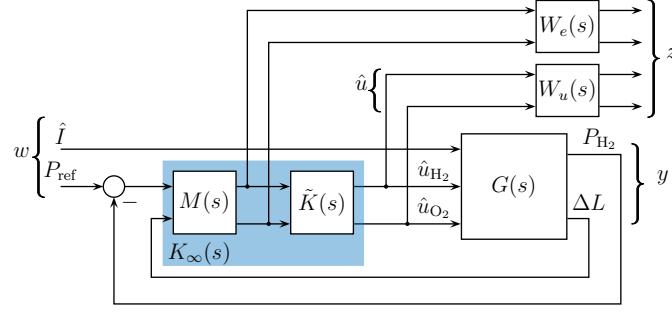 W_e(s)
z
û
W_u(s)
w
Î
P_H₂
P_ref
M(s)
K̃(s)
û_H₂
G(s)
y
−
û_O₂
ΔL
K_∞(s)